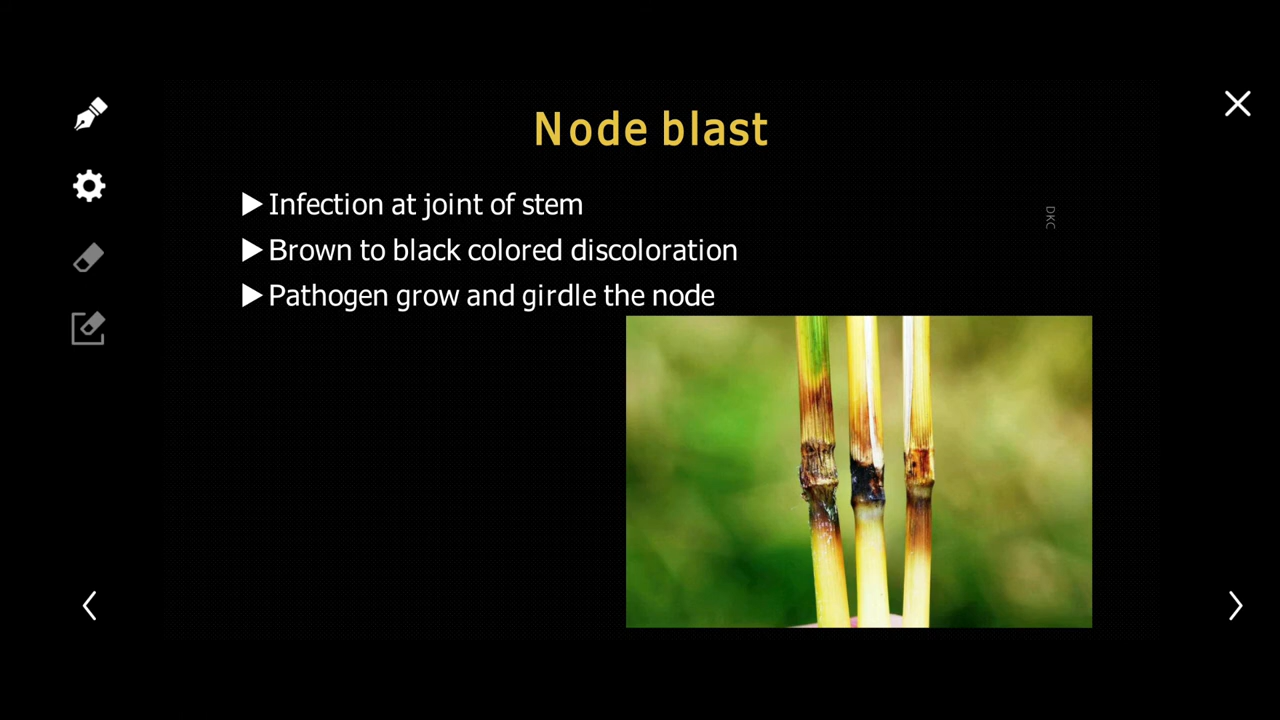 Node blast
▶Infection at joint of stem
▶Brown to black colored discoloration
▶Pathogen grow and girdle the node
DKC